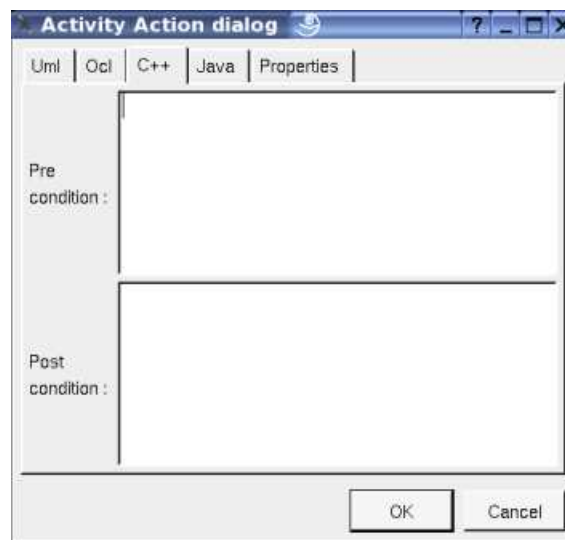 Activity Action dialog
Uml Ocl C++ Java Properties
Pre
condition :
Post
condition :
OK Cancel